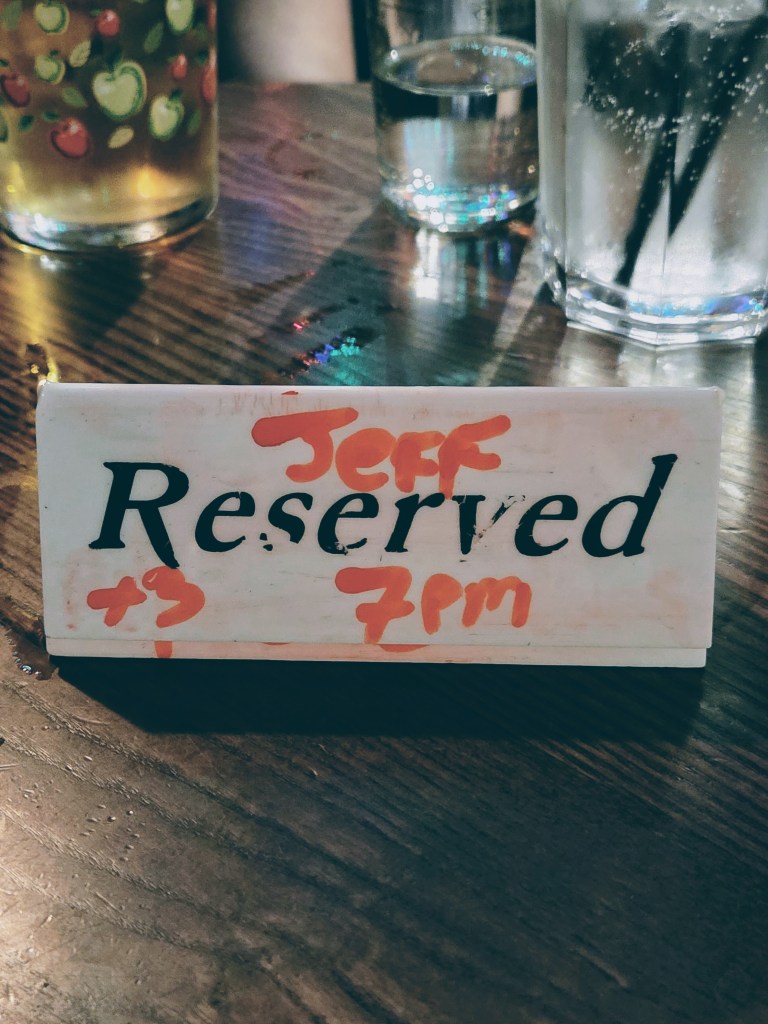 Jeff
Reserved
+3 7pm